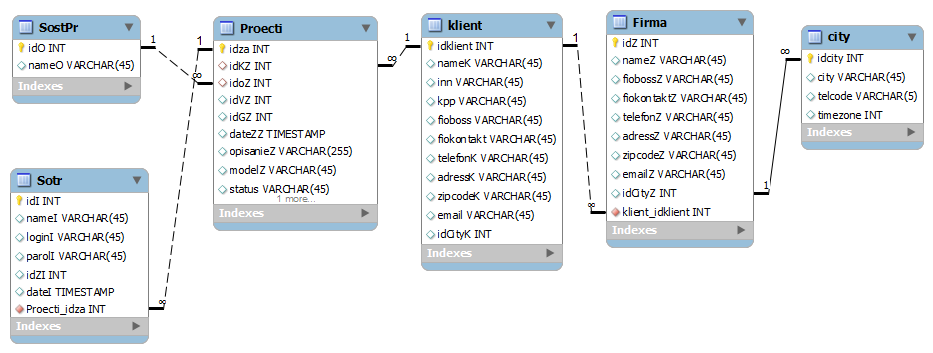 SostPr
idO INT
nameO VARCHAR(45)
Indexes
Sotr
idI INT
nameI VARCHAR(45)
loginI VARCHAR(45)
parolI VARCHAR(45)
idZI INT
dateI TIMESTAMP
Proecti_idza INT
Indexes
1
∞
1
∞
Proecti
idza INT
idKZ INT
idoZ INT
idVZ INT
idGZ INT
dateZZ TIMESTAMP
opisanieZ VARCHAR(255)
modelZ VARCHAR(45)
status VARCHAR(45)
1 more...
Indexes
∞
1
klient
idklient INT
nameK VARCHAR(45)
inn VARCHAR(45)
kpp VARCHAR(45)
fioboss VARCHAR(45)
fiokontakt VARCHAR(45)
telefonK VARCHAR(45)
adressK VARCHAR(45)
zipcodeK VARCHAR(45)
email VARCHAR(45)
idCityK INT
Indexes
1
∞
Firma
idZ INT
nameZ VARCHAR(45)
fiobossZ VARCHAR(45)
fiokontaktZ VARCHAR(45)
telefonZ VARCHAR(45)
adressZ VARCHAR(45)
zipcodeZ VARCHAR(45)
emailZ VARCHAR(45)
idCityZ INT
klient_idklient INT
Indexes
1
∞
city
idcity INT
city VARCHAR(45)
telcode VARCHAR(5)
timezone INT
Indexes